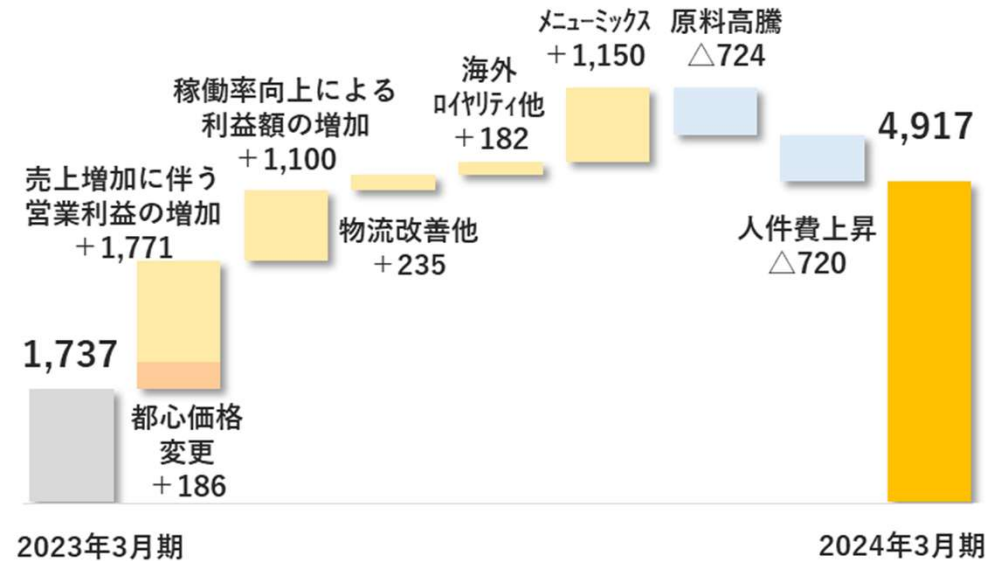 1,737
2023年3月期
売上増加に伴う
営業利益の増加
＋1,771
都心価格
変更
＋186
稼働率向上による
利益額の増加
＋1,100
物流改善他
＋235
海外
ﾛｲﾔﾘﾃｨ他
＋182
ﾒﾆｭｰﾐｯｸｽ
＋1,150
原料高騰
△724
人件費上昇
△720
4,917
2024年3月期